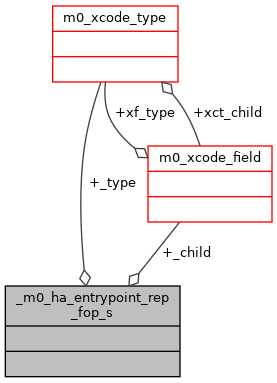 m0_xcode_type
+xf_type
+xct_child
m0_xcode_field
+_type
+_child
_m0_ha_entrypoint_rep
_fop_s